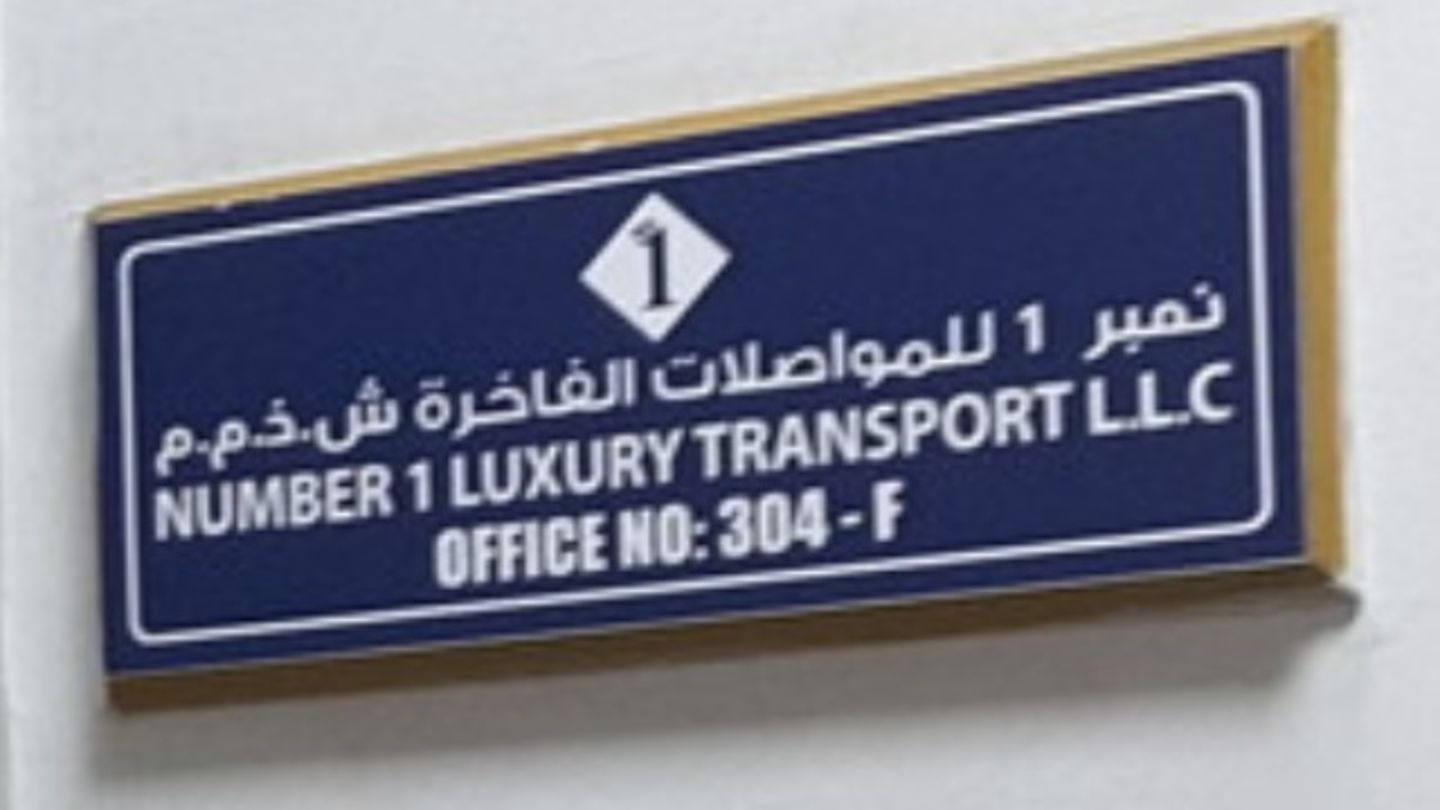 1
نمبر 1 للمواصلات الفاخرة ش.ذ.م.م
NUMBER 1 LUXURY TRANSPORT L.L.C
OFFICE NO: 304 - F